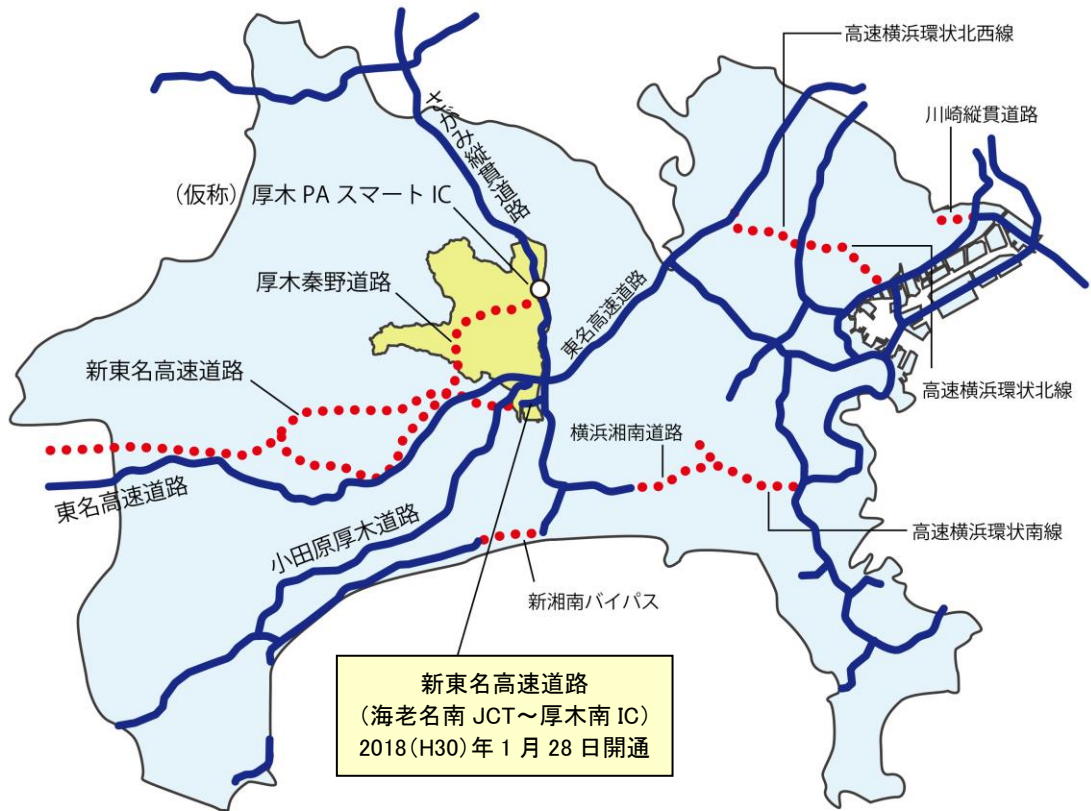 高速横浜環状北西線
川崎縦貫道路
さがみ縦貫道路
（仮称）厚木 PA スマート IC
厚木秦野道路
東名高速道路
新東名高速道路
高速横浜環状北線
横浜湘南道路
東名高速道路
小田原厚木道路
高速横浜環状南線
新湘南バイパス
新東名高速道路
（海老名南 JCT～厚木南 IC）
2018（H30）年 1 月 28 日開通